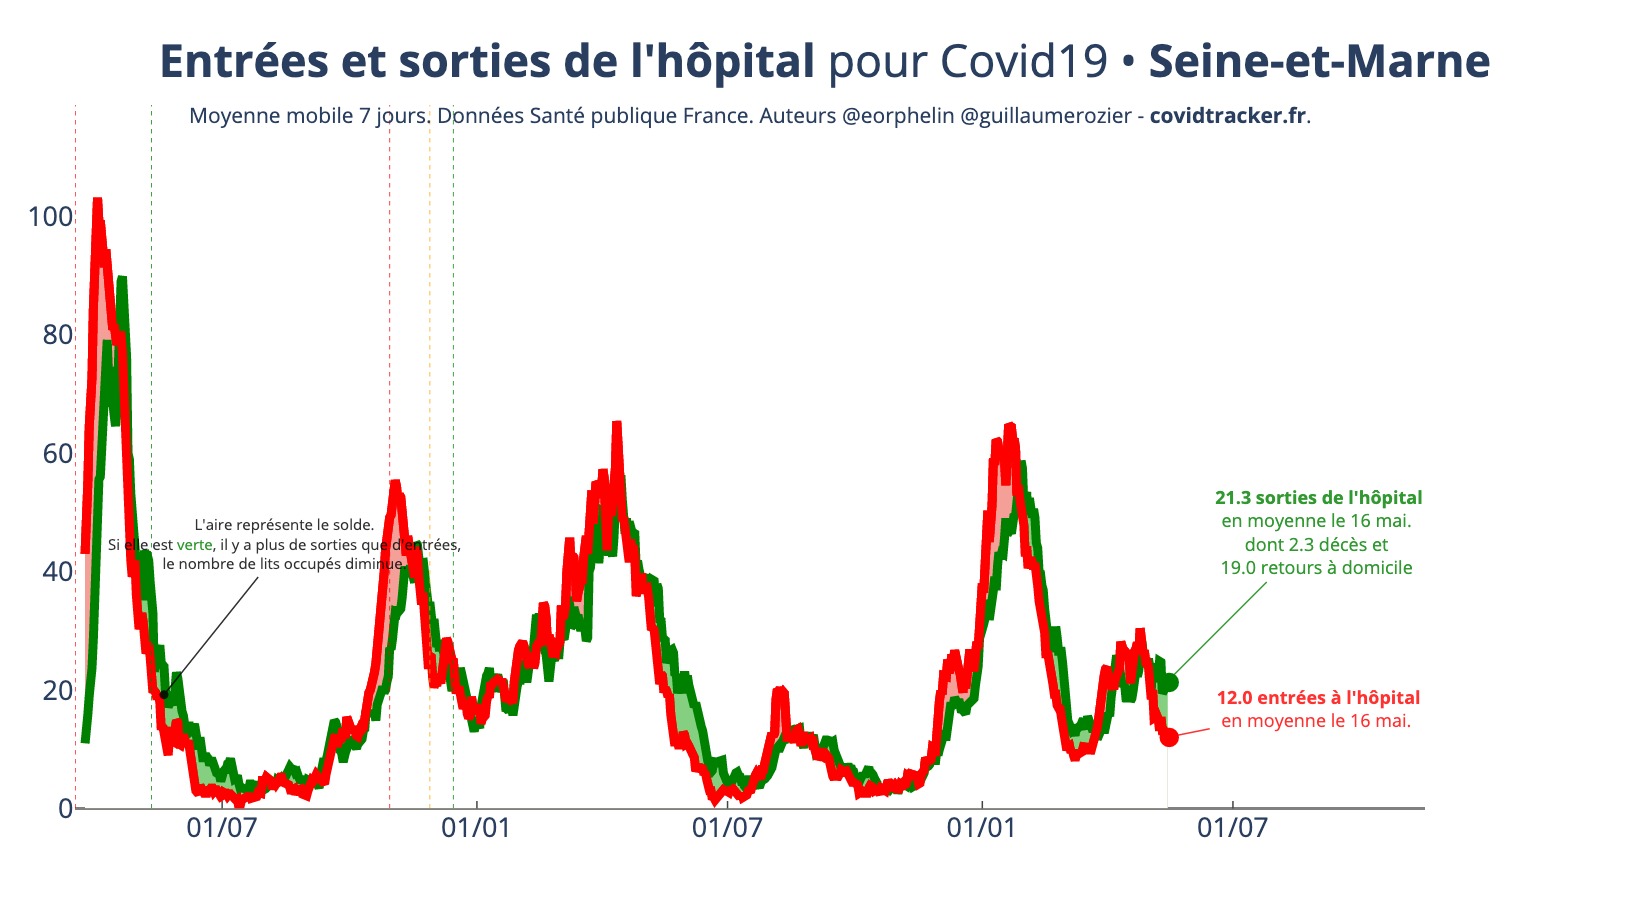 Entrées et sorties de l'hôpital pour Covid19 • Seine-et-Marne
Moyenne mobile 7 jours. Données Santé publique France. Auteurs @eorphelin @guillaumerozier - covidtracker.fr.
100
80
60
40
20
0
L'aire représente le solde.
Si elle est verte, il y a plus de sorties que d'entrées,
le nombre de lits occupés diminue.
21.3 sorties de l'hôpital
en moyenne le 16 mai.
dont 2.3 décès et
19.0 retours à domicile
12.0 entrées à l'hôpital
en moyenne le 16 mai.
01/07
01/01
01/07
01/01
01/07